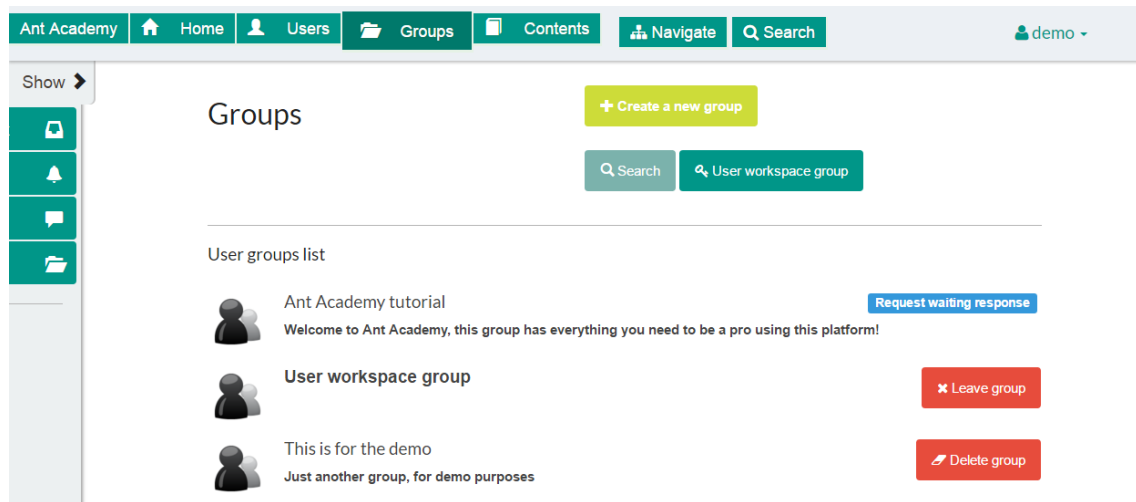 Ant Academy Home Users Groups Contents Navigate Search demo
Show
Groups
Create a new group
Search User workspace group
User groups list
Ant Academy tutorial Request waiting response
Welcome to Ant Academy, this group has everything you need to be a pro using this platform!
User workspace group
Leave group
This is for the demo
Delete group
Just another group, for demo purposes